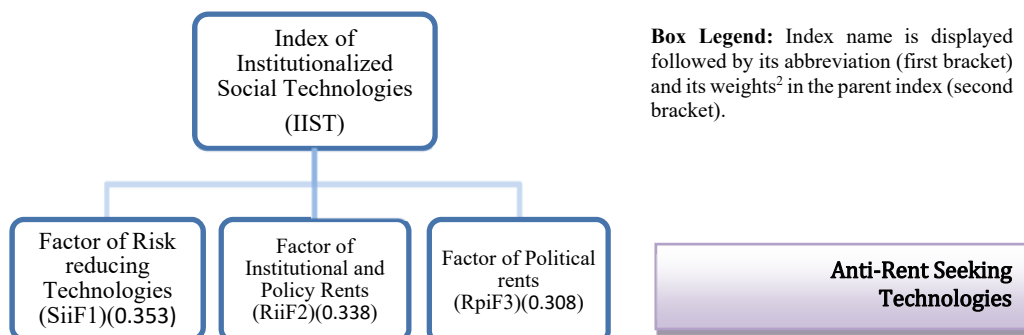 Index of
Institutionalized
Social Technologies
(IIST)
Box Legend: Index name is displayed
followed by its abbreviation (first bracket)
and its weights² in the parent index (second
bracket).
Factor of Risk
reducing
Technologies
(SiiF1)(0.353)
Factor of
Institutional and
Policy Rents
(RiiF2)(0.338)
Factor of Political
rents
(RpiF3)(0.308)
Anti-Rent Seeking
Technologies